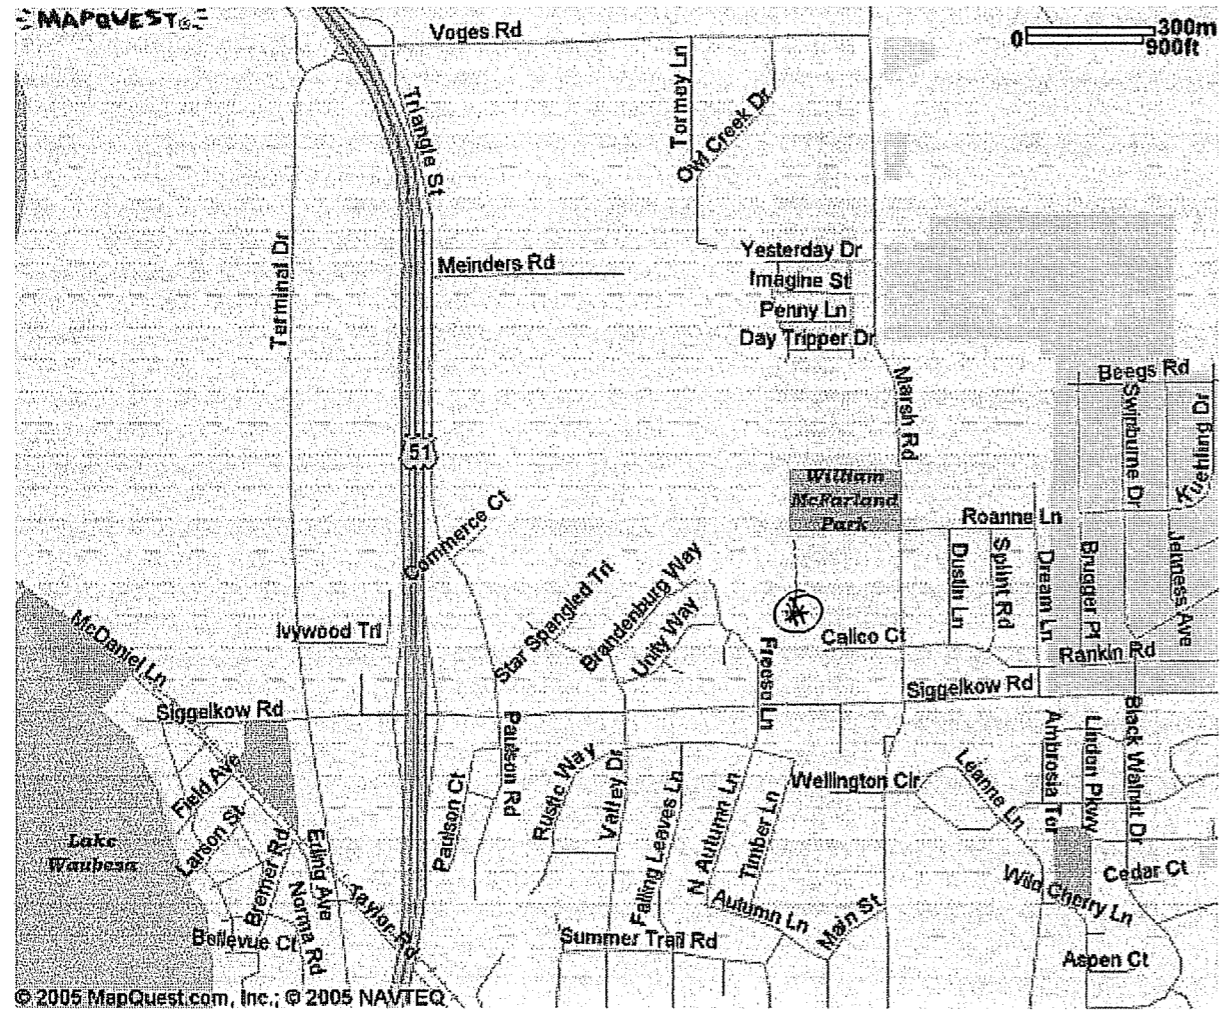 MAPQUEST
Voges Rd
0
300m
900ft
Tormey Ln
Owl Creek Dr
Triangle St
Terminal Dr
Meinders Rd
Yesterday Dr
Imagine St
Penny Ln
Day Tripper Dr
Marsh Rd
Beegs Rd
Swinburne Dr
Kuehling Dr
51
William
McFarland
Park
Commerce Ct
Roanne Ln
Dustin Ln
Splint Rd
Dream Ln
Brugger Pl
Jenness Ave
Star Spangled Trl
Brandenburg Way
Unity Way
Ivywood Trl
McDaniel Ln
Freese Ln
Calico Ct
Rankin Rd
Siggelkow Rd
Siggelkow Rd
Paulson Rd
Paulson Ct
Rustic Way
Valley Dr
Falling Leaves Ln
N Autumn Ln
Timber Ln
Wellington Cir
Leanne Ln
Ambrosia Ter
Linden Pkwy
Black Walnut Dr
Field Ave
Larson St
Bremer Rd
Erling Ave
Norma Rd
Taylor Rd
Lake
Waubesa
Bellevue Ct
Autumn Ln
Main St
Summer Trail Rd
Wild Cherry Ln
Cedar Ct
Aspen Ct
© 2005 MapQuest.com, Inc.; © 2005 NAVTEQ